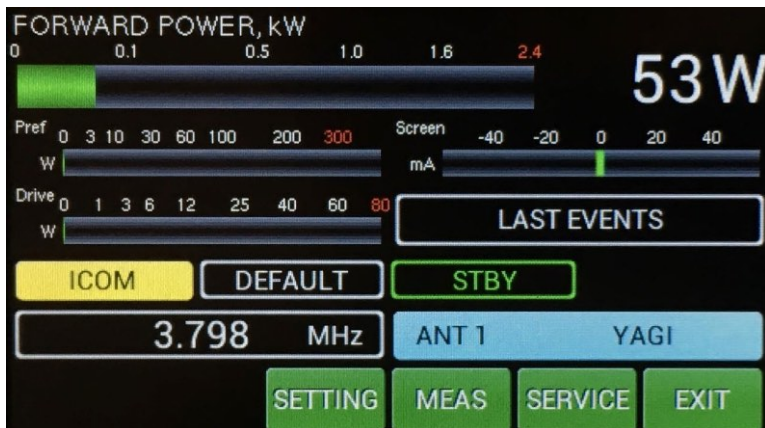 FORWARD POWER, kW
0 0.1 0.5 1.0 1.6 2.4
53 W
Pref 0 3 10 30 60 100 200 300
W
Screen -40 -20 0 20 40
mA
Drive 0 1 3 6 12 25 40 60 80
W
LAST EVENTS
ICOM DEFAULT STBY
3.798 MHz ANT 1 YAGI
SETTING MEAS SERVICE EXIT